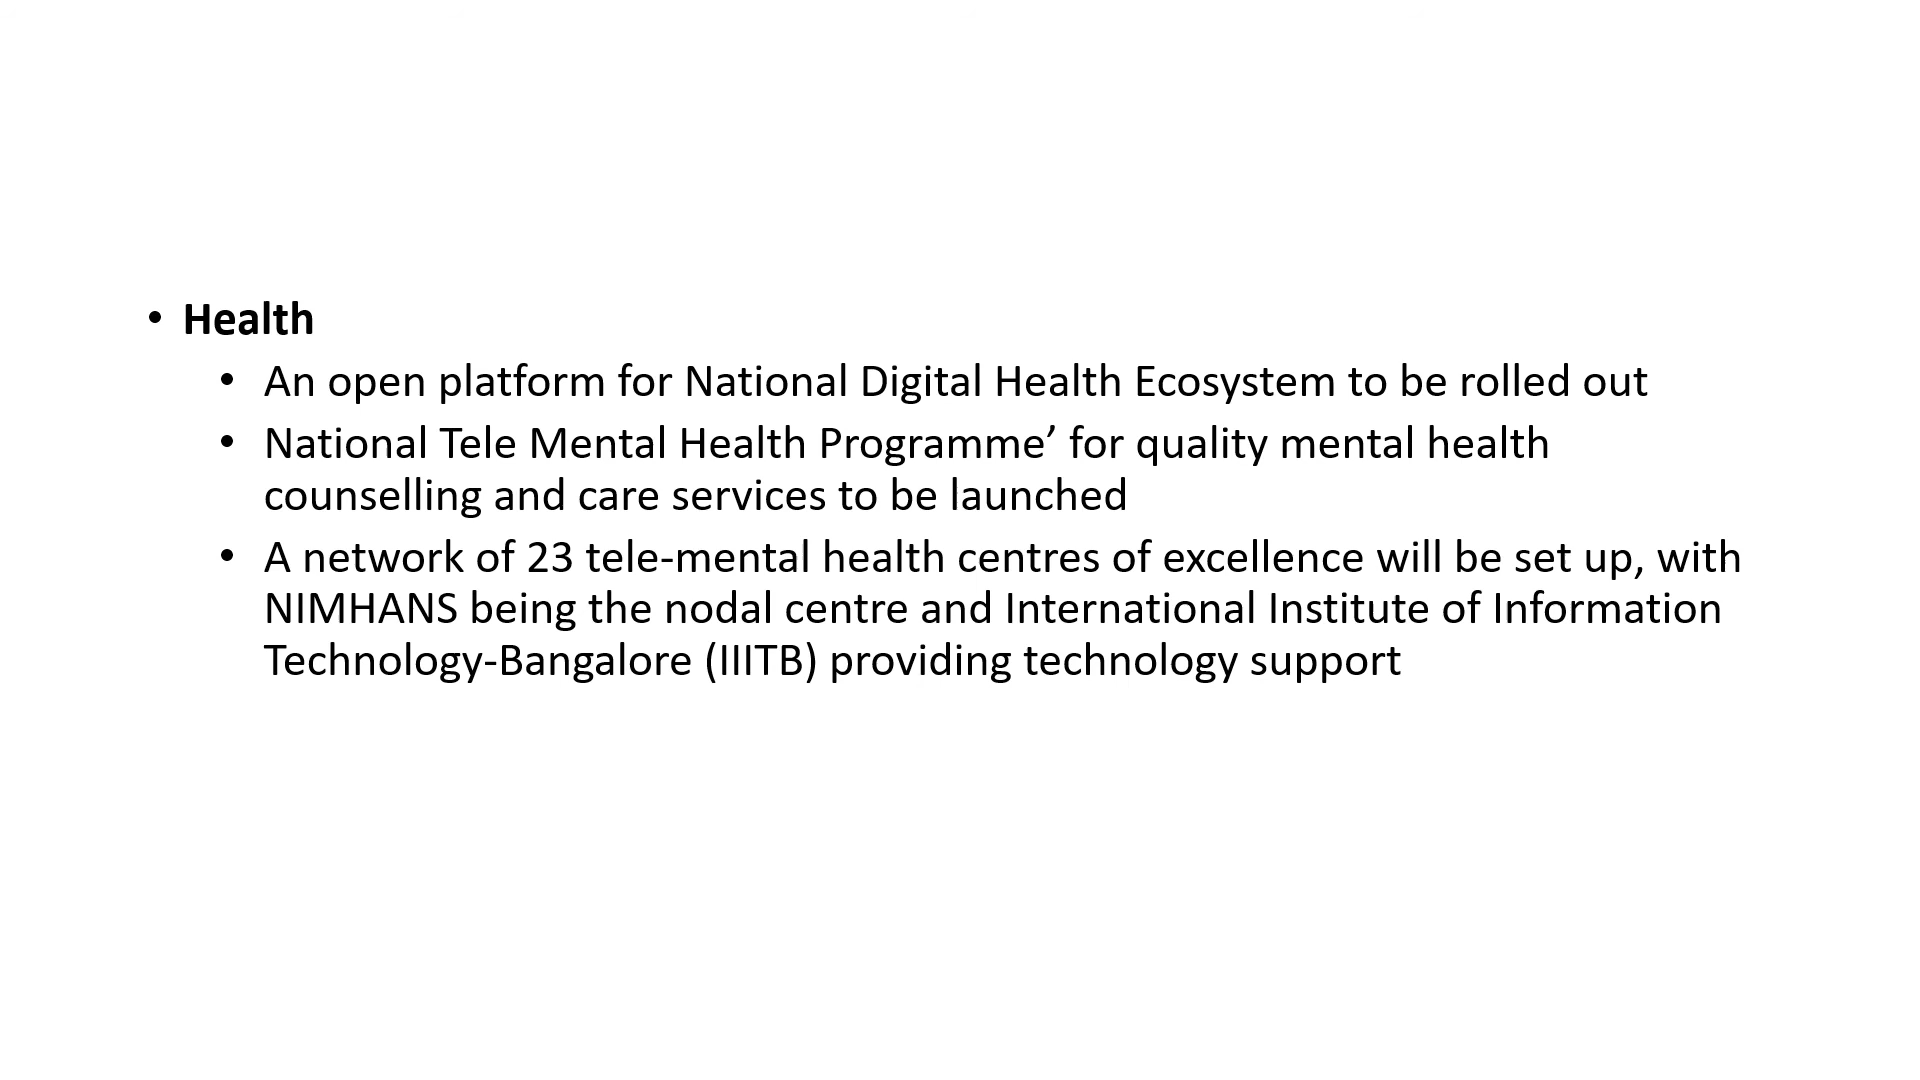 • Health
• An open platform for National Digital Health Ecosystem to be rolled out
• National Tele Mental Health Programme’ for quality mental health
counselling and care services to be launched
• A network of 23 tele-mental health centres of excellence will be set up, with
NIMHANS being the nodal centre and International Institute of Information
Technology-Bangalore (IIITB) providing technology support